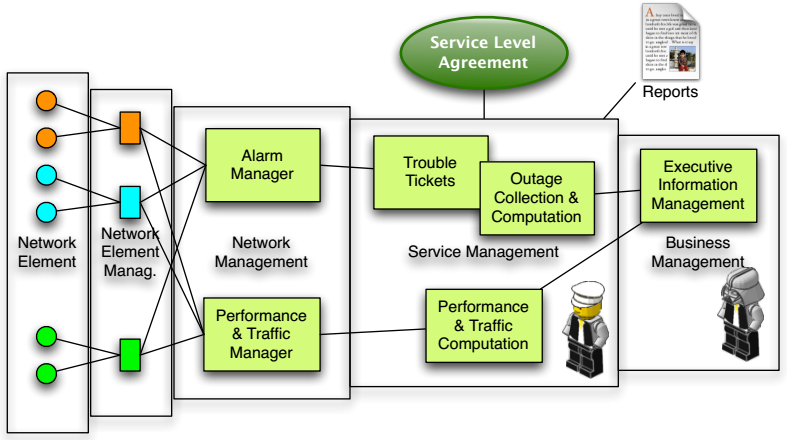 Service Level
Agreement
Reports
Network
Element
Network
Element
Manag.
Alarm
Manager
Network
Management
Performance
& Traffic
Manager
Trouble
Tickets
Outage
Collection &
Computation
Service Management
Performance
& Traffic
Computation
Executive
Information
Management
Business
Management